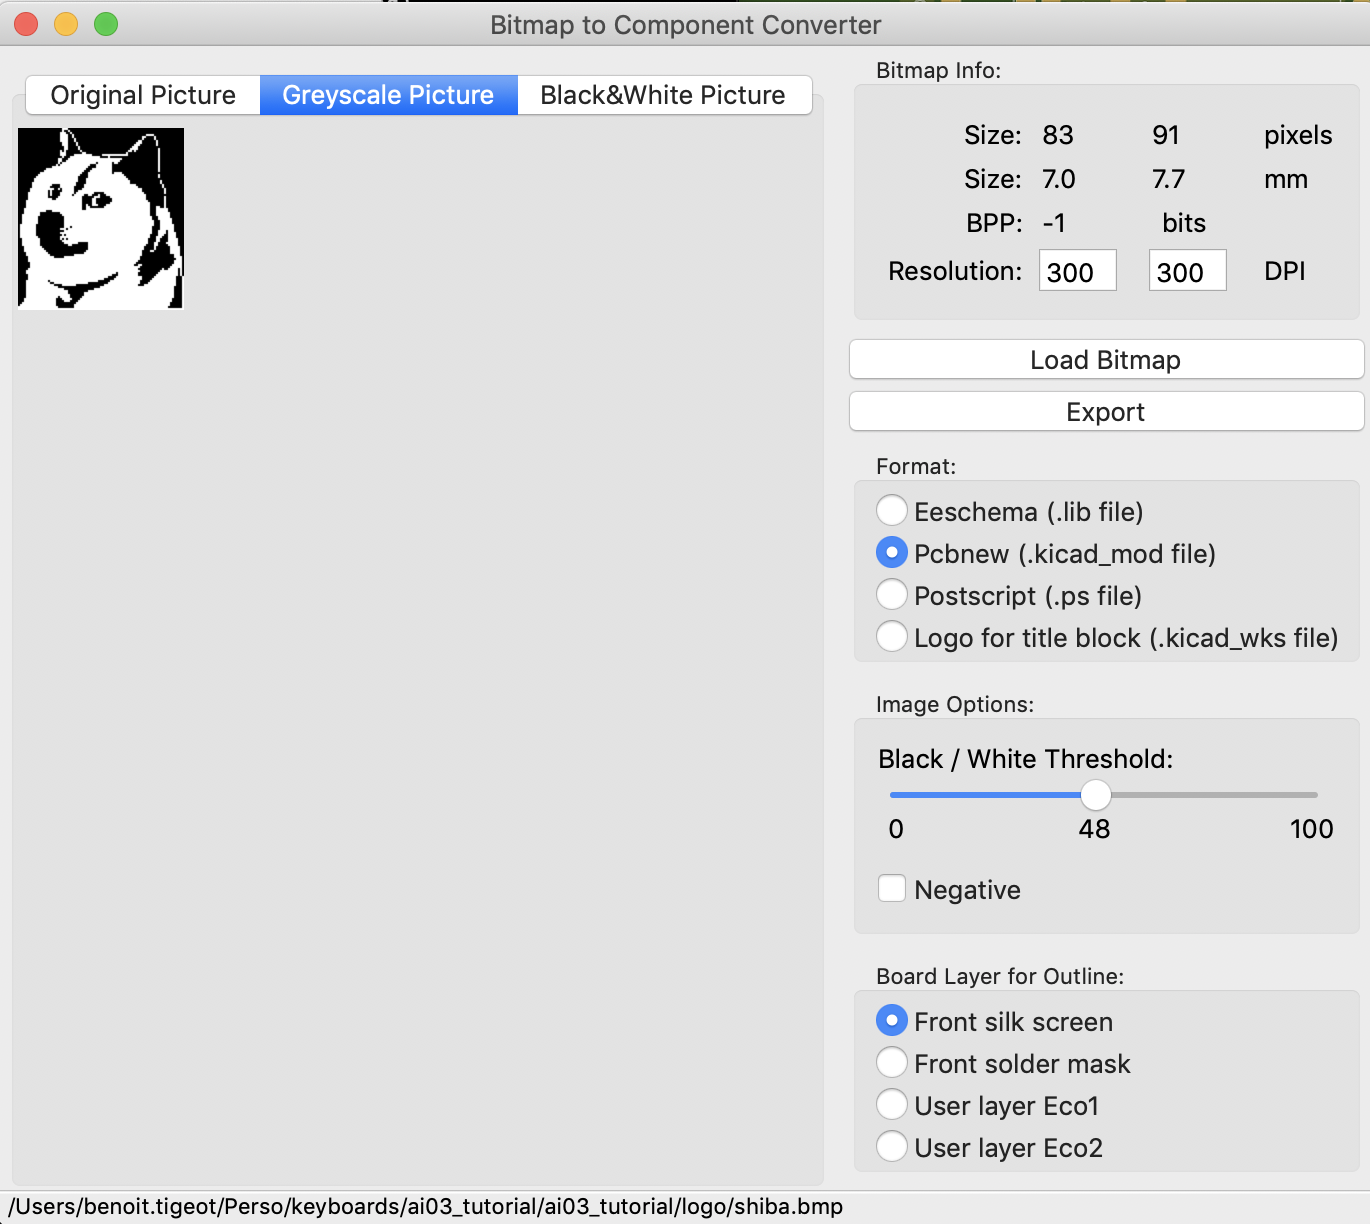 Bitmap to Component Converter
Original Picture Greyscale Picture Black&White Picture
Bitmap Info:
Size: 83 91 pixels
Size: 7.0 7.7 mm
BPP: -1 bits
Resolution: 300 300 DPI
Load Bitmap
Export
Format:
Eeschema (.lib file)
Pcbnew (.kicad_mod file)
Postscript (.ps file)
Logo for title block (.kicad_wks file)
Image Options:
Black / White Threshold:
0 48 100
Negative
Board Layer for Outline:
Front silk screen
Front solder mask
User layer Eco1
User layer Eco2
/Users/benoit.tigeot/Perso/keyboards/ai03_tutorial/ai03_tutorial/logo/shiba.bmp